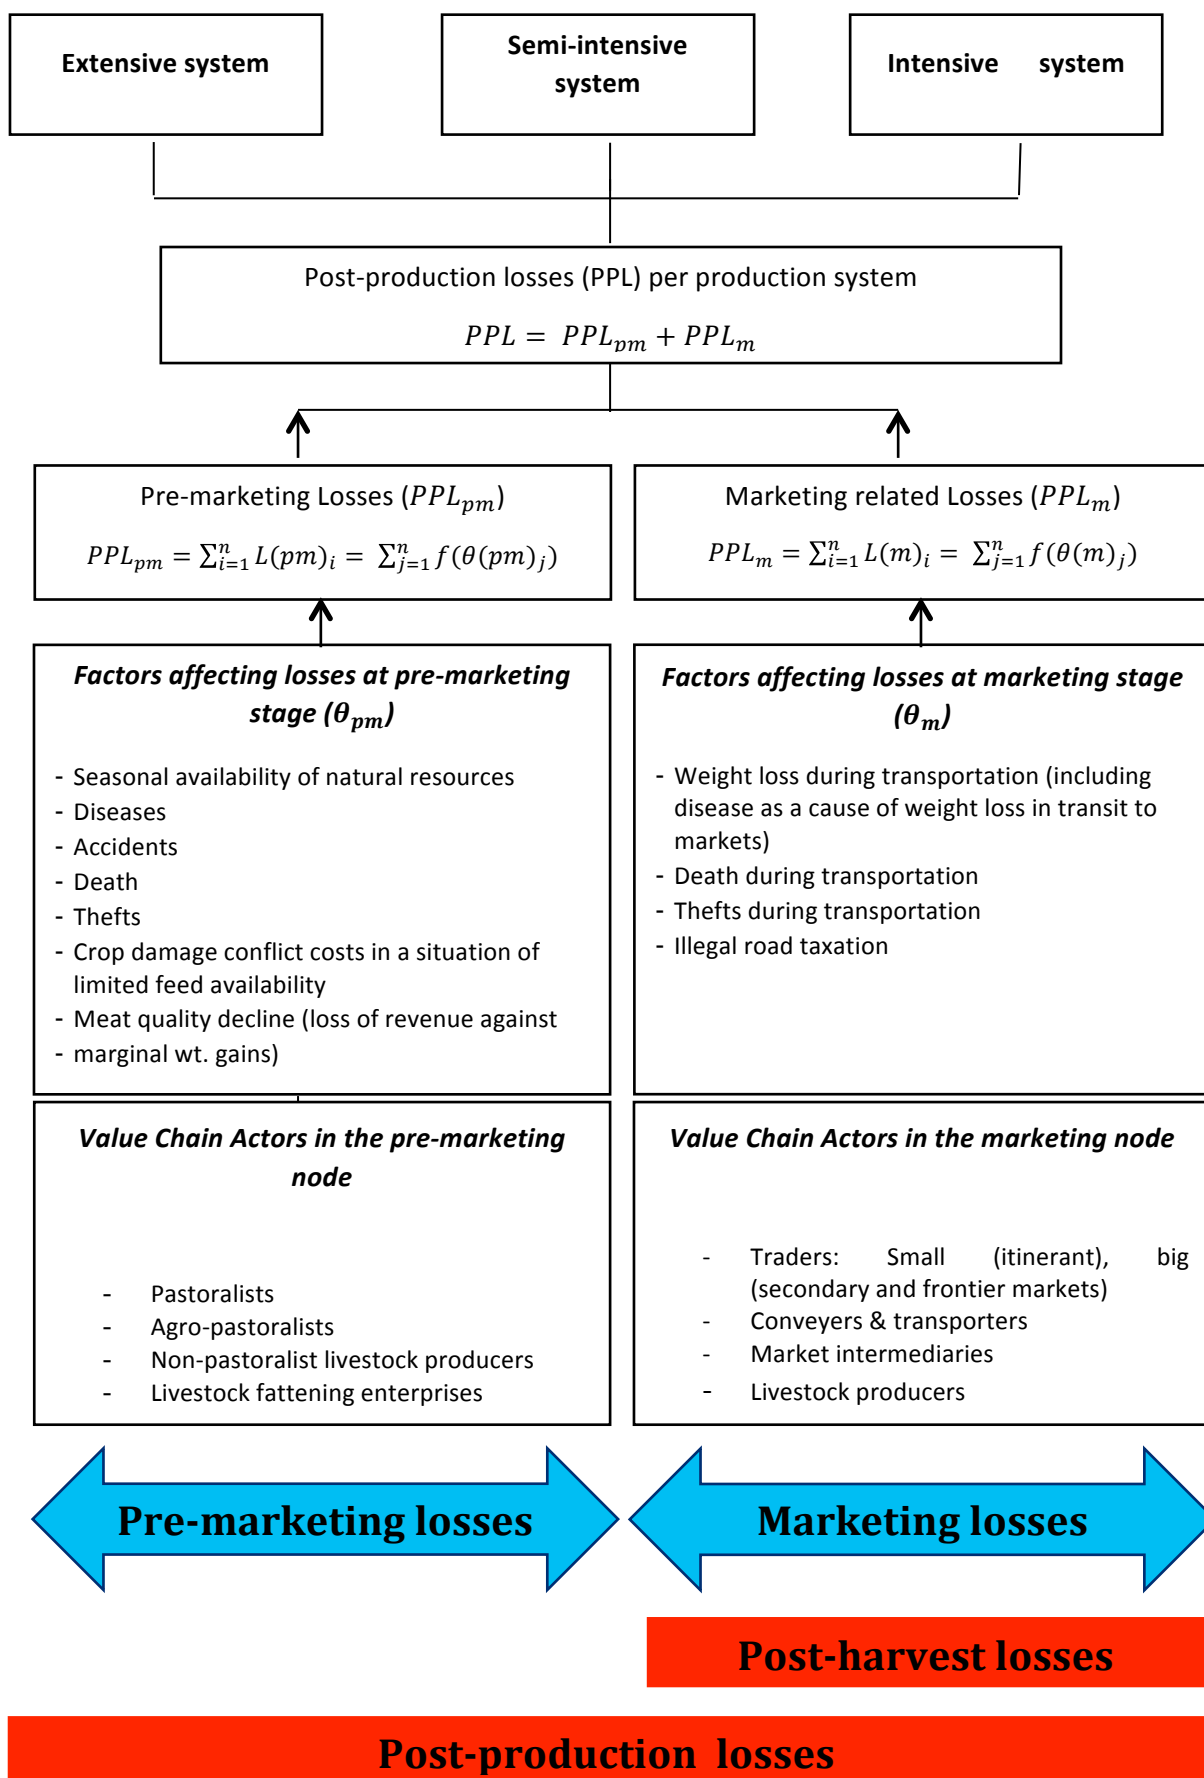 Extensive system
Semi-intensive
system
Intensive system
Post-production losses (PPL) per production system
PPL = PPL_pm + PPL_m
Pre-marketing Losses (PPL_pm)
PPL_pm = ∑_{i=1}^{n} L(pm)_i = ∑_{j=1}^{n} f(θ(pm)_j)
Marketing related Losses (PPL_m)
PPL_m = ∑_{i=1}^{n} L(m)_i = ∑_{j=1}^{n} f(θ(m)_j)
Factors affecting losses at pre-marketing
stage (θ_pm)
- Seasonal availability of natural resources
- Diseases
- Accidents
- Death
- Thefts
- Crop damage conflict costs in a situation of
limited feed availability
- Meat quality decline (loss of revenue against
- marginal wt. gains)
Factors affecting losses at marketing stage
(θ_m)
- Weight loss during transportation (including
disease as a cause of weight loss in transit to
markets)
- Death during transportation
- Thefts during transportation
- Illegal road taxation
Value Chain Actors in the pre-marketing
node
- Pastoralists
- Agro-pastoralists
- Non-pastoralist livestock producers
- Livestock fattening enterprises
Value Chain Actors in the marketing node
- Traders: Small (itinerant), big
(secondary and frontier markets)
- Conveyers & transporters
- Market intermediaries
- Livestock producers
Pre-marketing losses
Marketing losses
Post-harvest losses
Post-production losses